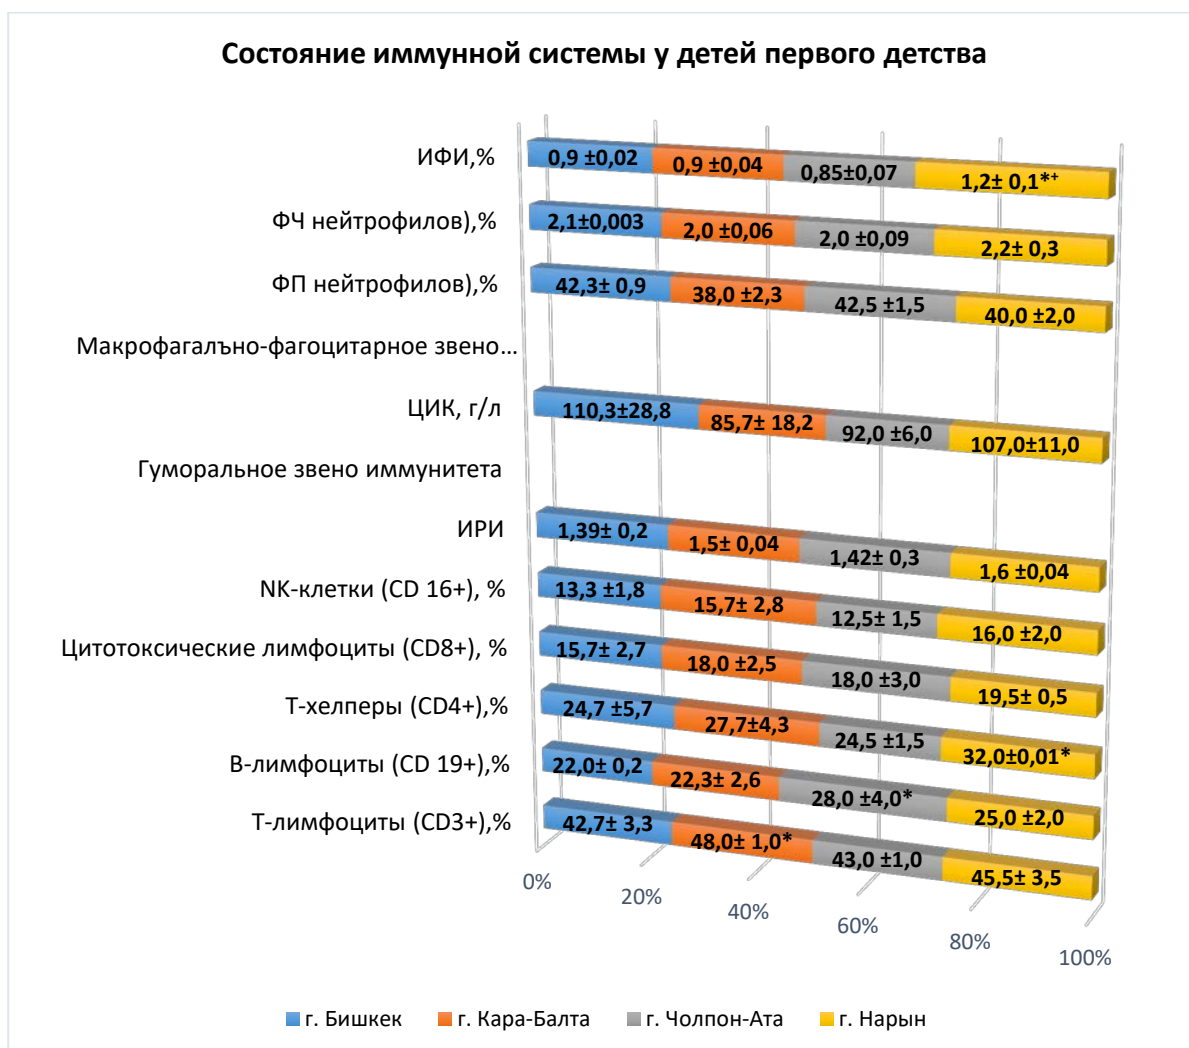 Состояние иммунной системы у детей первого детства
ИФИ,% 0,9 ±0,02 0,9 ±0,04 0,85±0,07 1,2± 0,1*⁺
ФЧ нейтрофилов),% 2,1±0,003 2,0 ±0,06 2,0 ±0,09 2,2± 0,3
ФП нейтрофилов),% 42,3± 0,9 38,0 ±2,3 42,5 ±1,5 40,0 ±2,0
Макрофагалъно-фагоцитарное звено...
ЦИК, г/л 110,3±28,8 85,7± 18,2 92,0 ±6,0 107,0±11,0
Гуморальное звено иммунитета
ИРИ 1,39± 0,2 1,5± 0,04 1,42± 0,3 1,6 ±0,04
NK-клетки (CD 16+), % 13,3 ±1,8 15,7± 2,8 12,5± 1,5 16,0 ±2,0
Цитотоксические лимфоциты (CD8+), % 15,7± 2,7 18,0 ±2,5 18,0 ±3,0 19,5± 0,5
Т-хелперы (CD4+),% 24,7 ±5,7 27,7±4,3 24,5 ±1,5 32,0±0,01*
В-лимфоциты (CD 19+),% 22,0± 0,2 22,3± 2,6 28,0 ±4,0* 25,0 ±2,0
Т-лимфоциты (CD3+),% 42,7± 3,3 48,0± 1,0* 43,0 ±1,0 45,5± 3,5
0% 20% 40% 60% 80% 100%
г. Бишкек г. Кара-Балта г. Чолпон-Ата г. Нарын